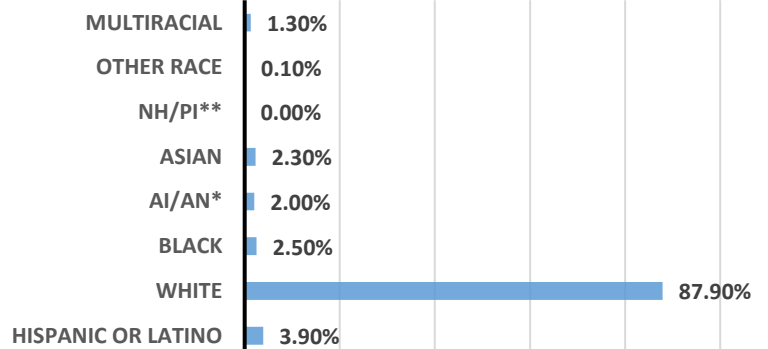 MULTIRACIAL 1.30%
OTHER RACE 0.10%
NH/PI** 0.00%
ASIAN 2.30%
AI/AN* 2.00%
BLACK 2.50%
WHITE 87.90%
HISPANIC OR LATINO 3.90%